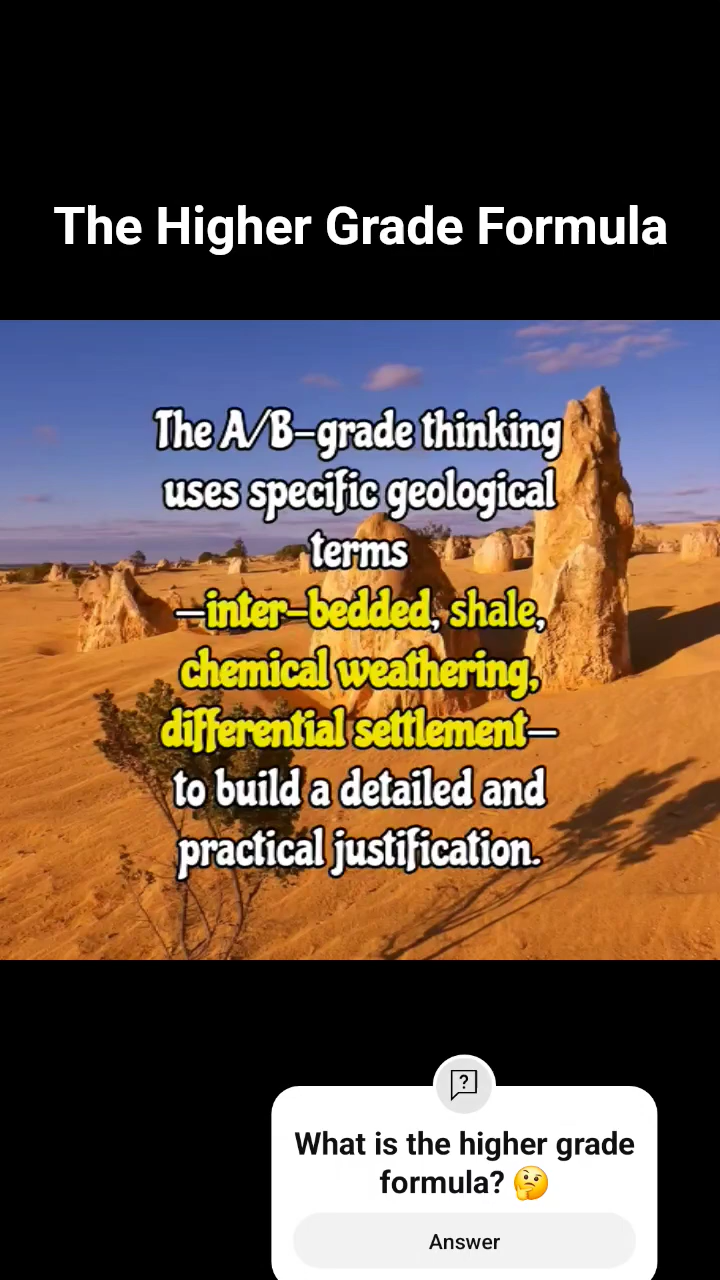 The Higher Grade Formula
The A/B-grade thinking
uses specific geological
terms
—inter-bedded, shale,
chemical weathering,
differential settlement—
to build a detailed and
practical justification.
What is the higher grade
formula? 🤔
Answer